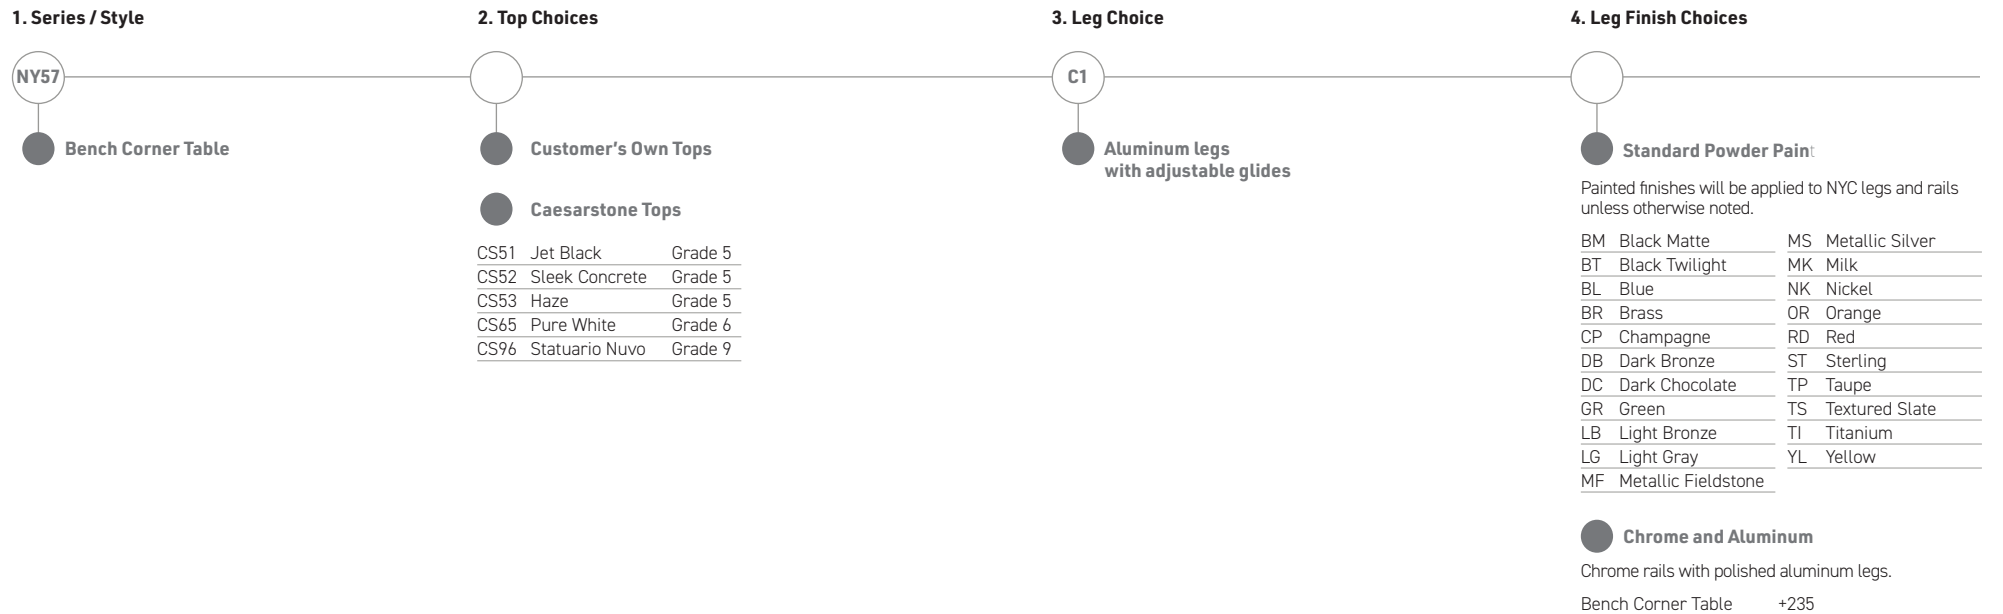 1. Series / Style
NY57
Bench Corner Table
2. Top Choices
Customer's Own Tops
Caesarstone Tops
CS51 Jet Black Grade 5
CS52 Sleek Concrete Grade 5
CS53 Haze Grade 5
CS65 Pure White Grade 6
CS96 Statuario Nuvo Grade 9
3. Leg Choice
C1
Aluminum legs
with adjustable glides
4. Leg Finish Choices
Standard Powder Paint
Painted finishes will be applied to NYC legs and rails
unless otherwise noted.
BM Black Matte
BT Black Twilight
BL Blue
BR Brass
CP Champagne
DB Dark Bronze
DC Dark Chocolate
GR Green
LB Light Bronze
LG Light Gray
MF Metallic Fieldstone
MS Metallic Silver
MK Milk
NK Nickel
OR Orange
RD Red
ST Sterling
TP Taupe
TS Textured Slate
TI Titanium
YL Yellow
Chrome and Aluminum
Chrome rails with polished aluminum legs.
Bench Corner Table +235